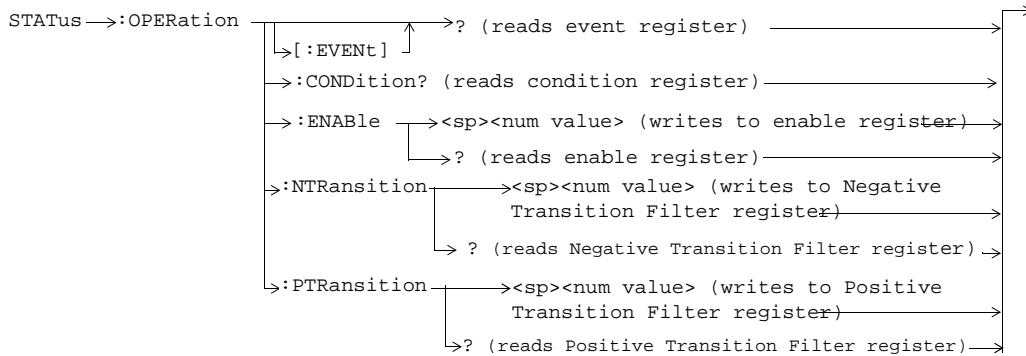 STATus :OPERation ? (reads event register)
[:EVENt]
:CONDition? (reads condition register)
:ENABle <sp><num value> (writes to enable register)
? (reads enable register)
:NTRansition <sp><num value> (writes to Negative
Transition Filter register)
? (reads Negative Transition Filter register)
:PTRansition <sp><num value> (writes to Positive
Transition Filter register)
? (reads Positive Transition Filter register)